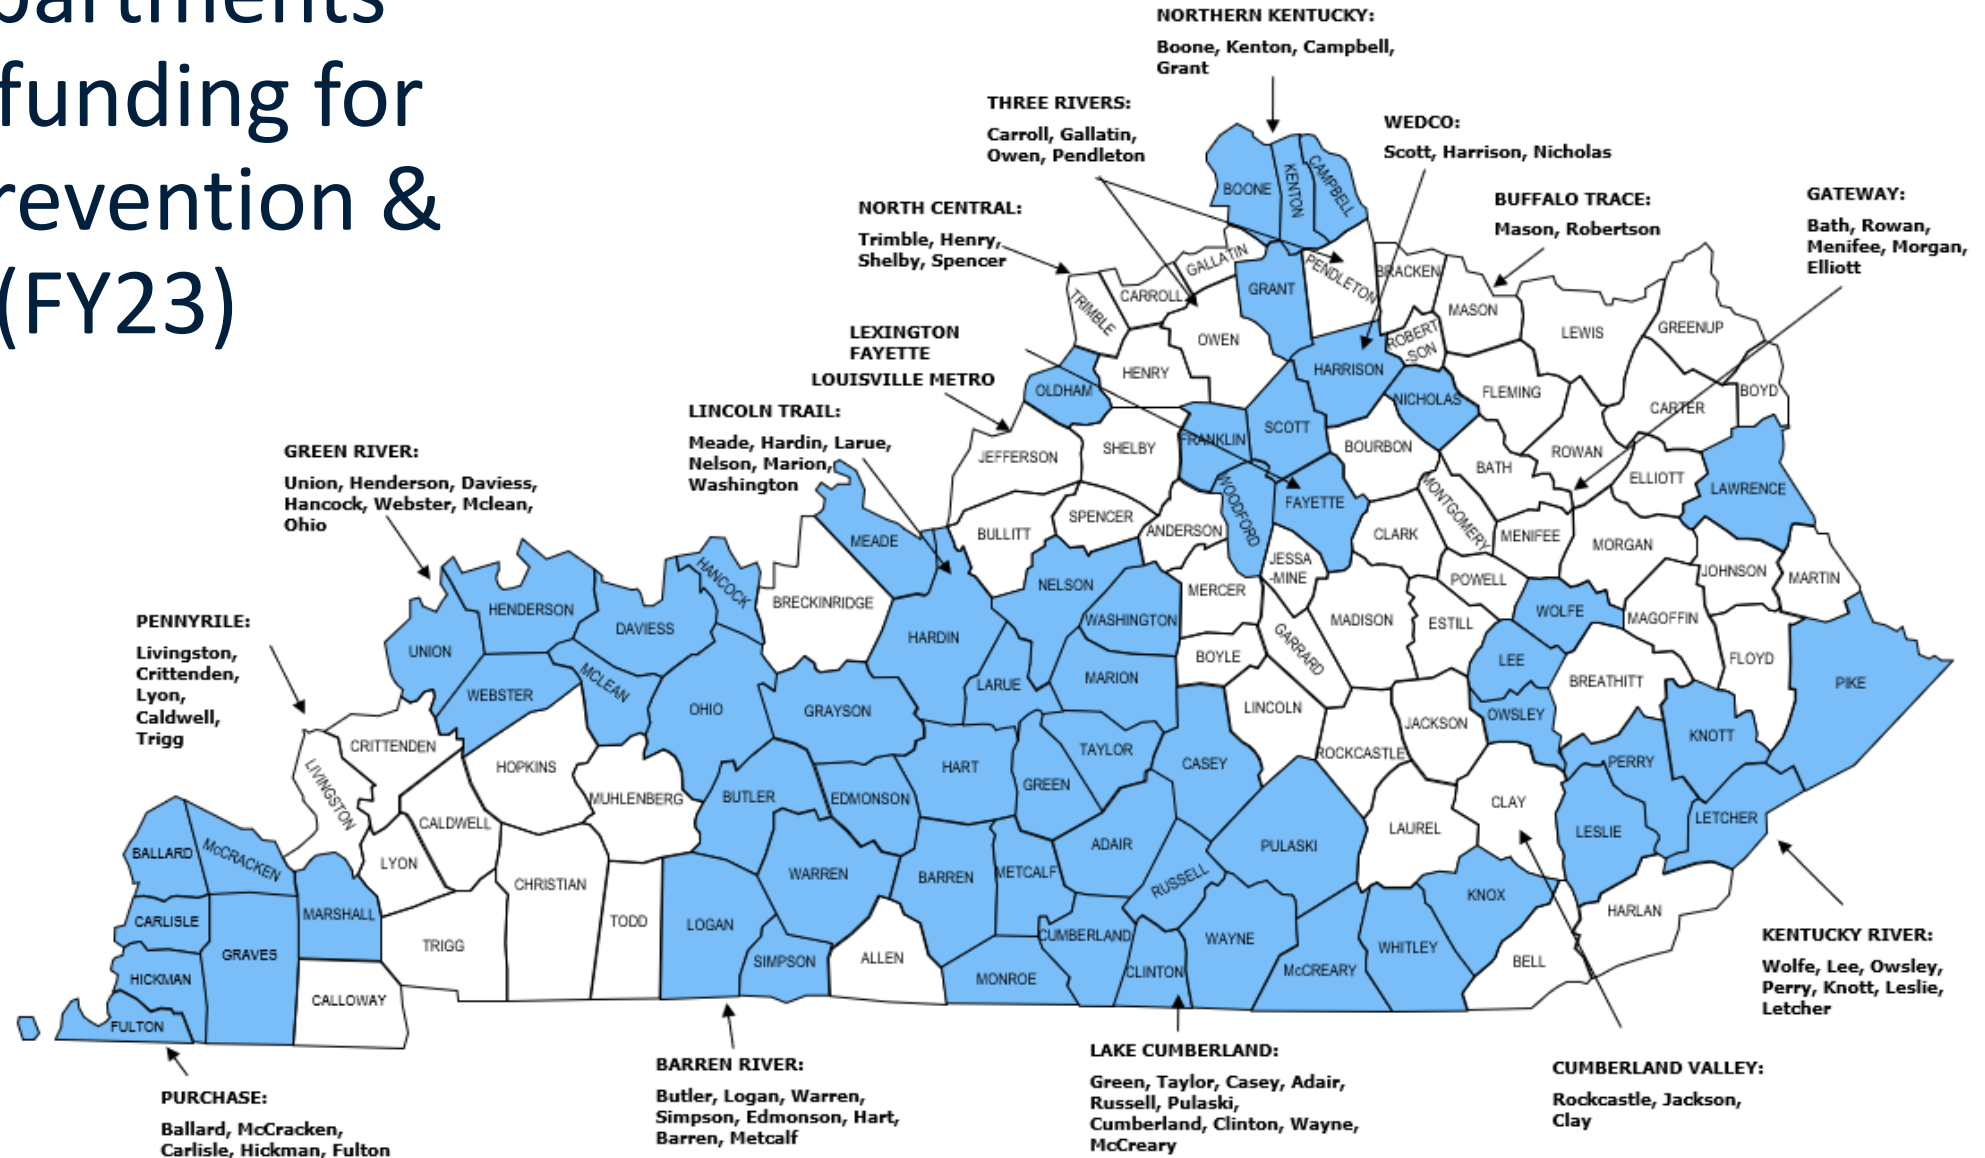 partments
funding for
revention &
(FY23)
NORTHERN KENTUCKY:
Boone, Kenton, Campbell,
Grant
THREE RIVERS:
Carroll, Gallatin,
Owen, Pendleton
WEDCO:
Scott, Harrison, Nicholas
NORTH CENTRAL:
Trimble, Henry,
Shelby, Spencer
BUFFALO TRACE:
Mason, Robertson
GATEWAY:
Bath, Rowan,
Menifee, Morgan,
Elliott
LEXINGTON
FAYETTE
LOUISVILLE METRO
LINCOLN TRAIL:
Meade, Hardin, Larue,
Nelson, Marion,
Washington
GREEN RIVER:
Union, Henderson, Daviess,
Hancock, Webster, Mclean,
Ohio
PENNYRILE:
Livingston,
Crittenden,
Lyon,
Caldwell,
Trigg
BOONE
KENTON
CAMPBELL
GALLATIN
PENDLETON
BRACKEN
GRANT
CARROLL
TRIMBLE
MASON
OWEN
ROBERT
-SON
LEWIS
GREENUP
HENRY
HARRISON
OLDHAM
NICHOLAS
FLEMING
CARTER
BOYD
FRANKLIN
SCOTT
JEFFERSON
SHELBY
BOURBON
BATH
ROWAN
ELLIOTT
LAWRENCE
WOODFORD
FAYETTE
MONTGOMERY
SPENCER
ANDERSON
BULLITT
CLARK
MENIFEE
MORGAN
MEADE
JESSA
-MINE
JOHNSON
MARTIN
NELSON
MERCER
POWELL
HANCOCK
BRECKINRIDGE
HENDERSON
DAVIESS
HARDIN
WASHINGTON
MADISON
ESTILL
WOLFE
MAGOFFIN
UNION
GARRARD
BOYLE
LEE
FLOYD
WEBSTER
MCLEAN
OHIO
GRAYSON
LARUE
MARION
LINCOLN
JACKSON
OWSLEY
BREATHITT
PIKE
CRITTENDEN
HOPKINS
HART
TAYLOR
CASEY
ROCKCASTLE
KNOTT
PERRY
LIVINGSTON
MUHLENBERG
BUTLER
EDMONSON
GREEN
CLAY
CALDWELL
LAUREL
LESLIE
LETCHER
BALLARD
McCRACKEN
LYON
CHRISTIAN
WARREN
BARREN
METCALF
ADAIR
PULASKI
RUSSELL
KNOX
CARLISLE
MARSHALL
TODD
LOGAN
HARLAN
GRAVES
TRIGG
SIMPSON
ALLEN
CUMBERLAND
WAYNE
WHITLEY
HICKMAN
CALLOWAY
MONROE
CLINTON
McCREARY
BELL
FULTON
KENTUCKY RIVER:
Wolfe, Lee, Owsley,
Perry, Knott, Leslie,
Letcher
PURCHASE:
Ballard, McCracken,
Carlisle, Hickman, Fulton
BARREN RIVER:
Butler, Logan, Warren,
Simpson, Edmonson, Hart,
Barren, Metcalf
LAKE CUMBERLAND:
Green, Taylor, Casey, Adair,
Russell, Pulaski,
Cumberland, Clinton, Wayne,
McCreary
CUMBERLAND VALLEY:
Rockcastle, Jackson,
Clay